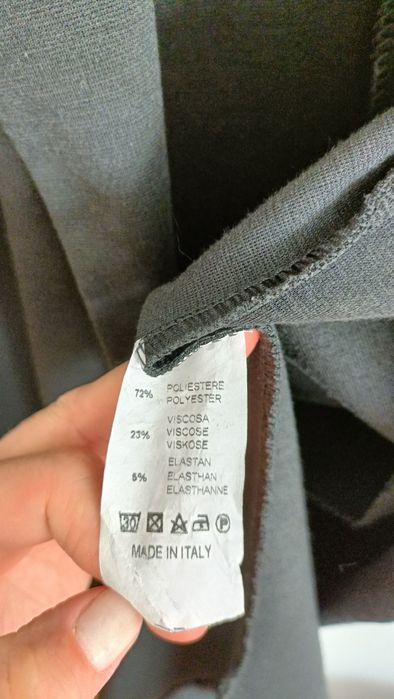 72% POLIESTERE
POLYESTER
VISCOSA
23% VISCOSE
VISKOSE
ELASTAN
5% ELASTHAN
ELASTHANNE
30 P
MADE IN ITALY